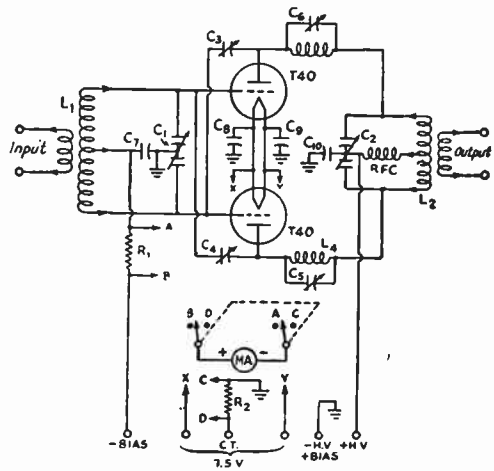 C6
C3
T40
L1
C7
C1
C8
C9
C10
C2
Input
RFC
Output
X
Y
L2
A
T40
C4
L4
R1
C5
B D
A C
+ MA -
X
C
Y
R2
D
-BIAS
C.T.
-H.V
+H.V
+BIAS
7.5 V